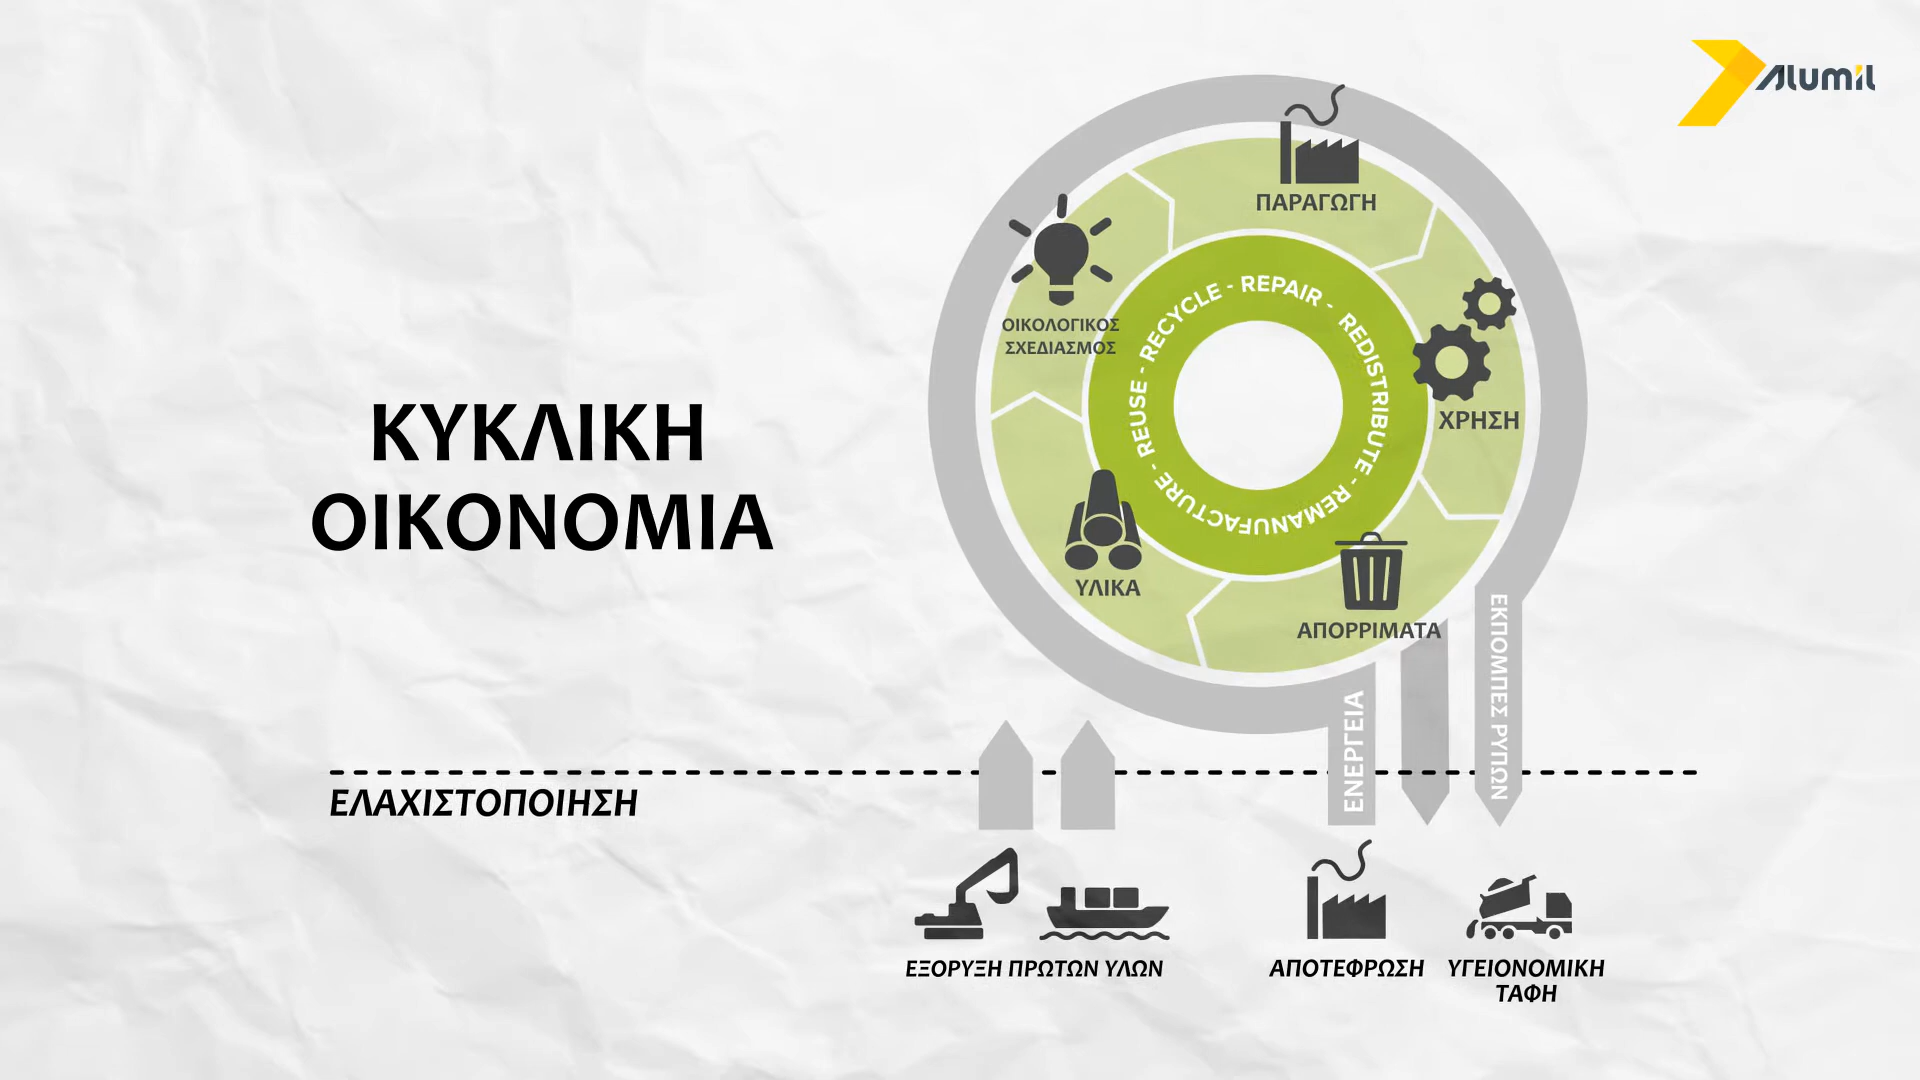 Alumil
ΚΥΚΛΙΚΗ
ΟΙΚΟΝΟΜΙΑ
ΠΑΡΑΓΩΓΗ
ΟΙΚΟΛΟΓΙΚΟΣ
ΣΧΕΔΙΑΣΜΟΣ
ΧΡΗΣΗ
ΥΛΙΚΑ
ΑΠΟΡΡΙΜΑΤΑ
REUSE - RECYCLE - REPAIR - REDISTRIBUTE - REMANUFACTURE -
ΕΝΕΡΓΕΙΑ
ΕΚΠΟΜΠΕΣ ΡΥΠΩΝ
ΕΛΑΧΙΣΤΟΠΟΙΗΣΗ
ΕΞΟΡΥΞΗ ΠΡΩΤΩΝ ΥΛΩΝ
ΑΠΟΤΕΦΡΩΣΗ
ΥΓΕΙΟΝΟΜΙΚΗ
ΤΑΦΗ